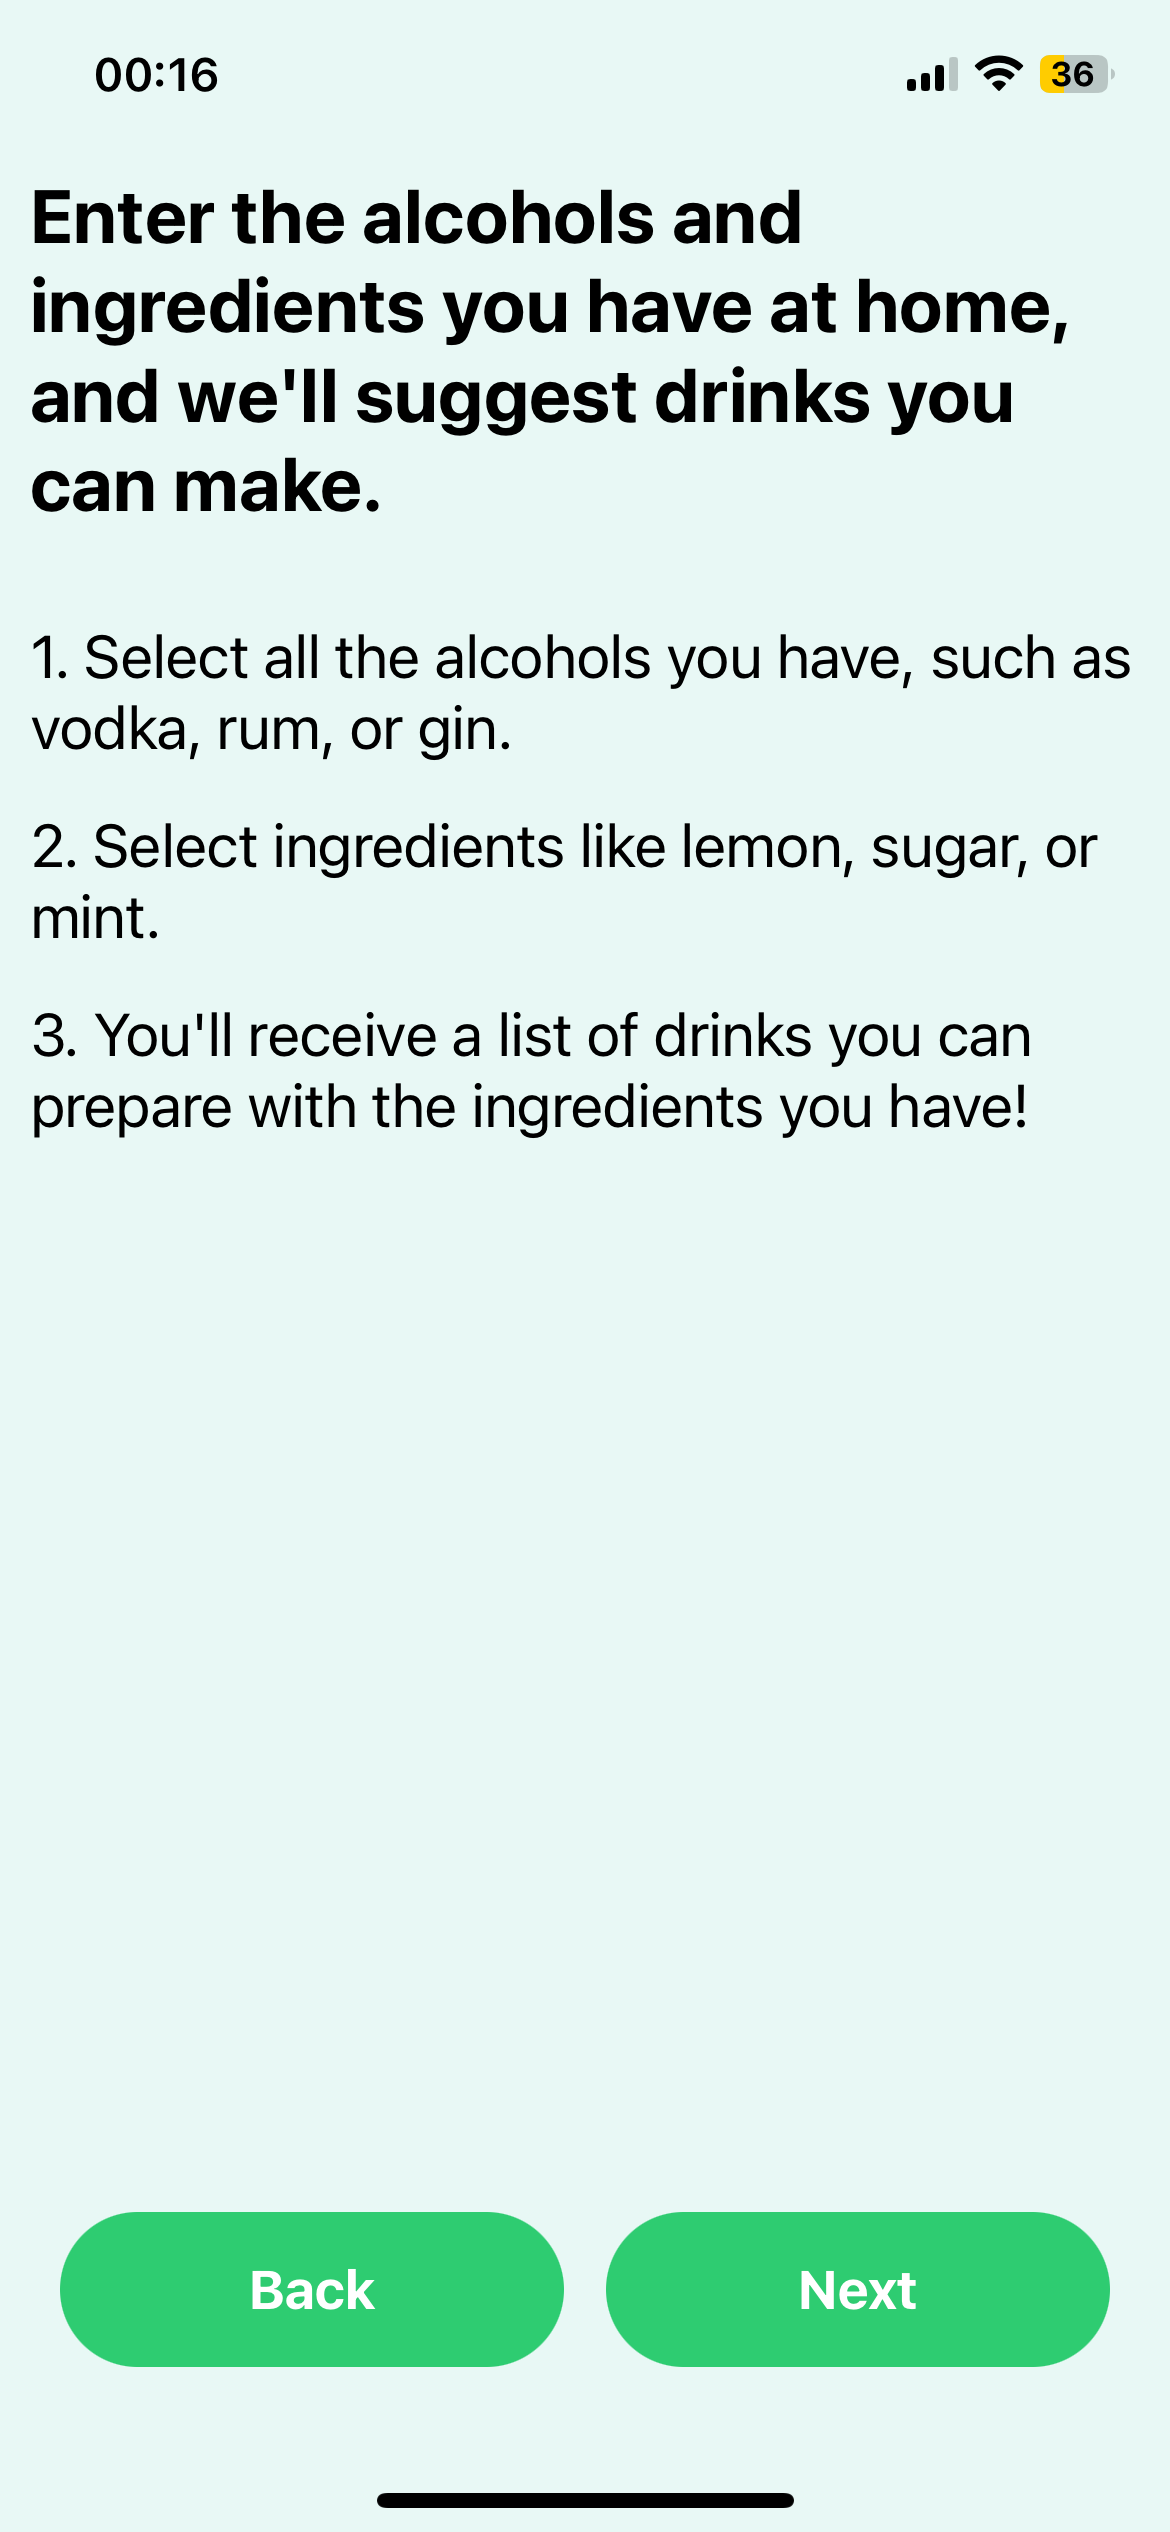 00:16
36
Enter the alcohols and
ingredients you have at home,
and we'll suggest drinks you
can make.
1. Select all the alcohols you have, such as
vodka, rum, or gin.
2. Select ingredients like lemon, sugar, or
mint.
3. You'll receive a list of drinks you can
prepare with the ingredients you have!
Back
Next